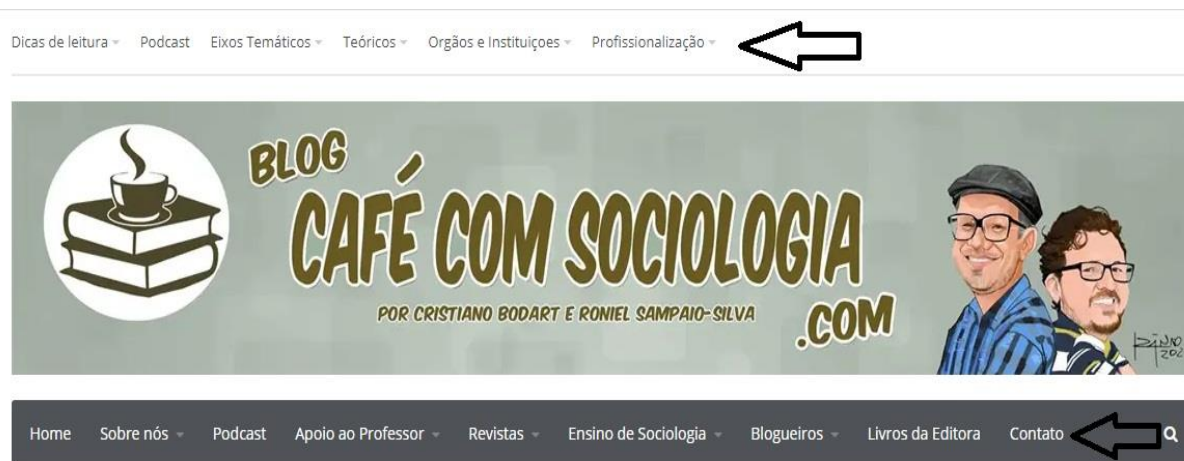 Dicas de leitura Podcast Eixos Temáticos Teóricos Orgãos e Instituiçoes Profissionalização
BLOG
CAFÉ COM SOCIOLOGIA
POR CRISTIANO BODART E RONIEL SAMPAIO-SILVA
.COM
Home Sobre nós Podcast Apoio ao Professor Revistas Ensino de Sociologia Blogueiros Livros da Editora Contato